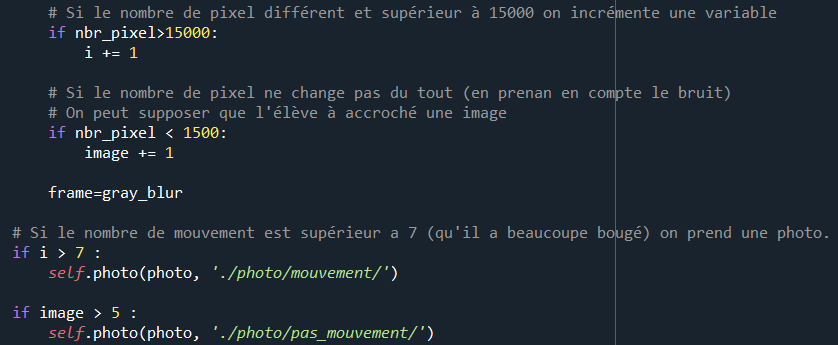 # Si le nombre de pixel différent et supérieur à 15000 on incrémente une variable
if nbr_pixel>15000:
i += 1
# Si le nombre de pixel ne change pas du tout (en prenan en compte le bruit)
# On peut supposer que l'élève à accroché une image
if nbr_pixel < 1500:
image += 1
frame=gray_blur
# Si le nombre de mouvement est supérieur a 7 (qu'il a beaucoupe bougé) on prend une photo.
if i > 7 :
self.photo(photo, './photo/mouvement/')
if image > 5 :
self.photo(photo, './photo/pas_mouvement/')